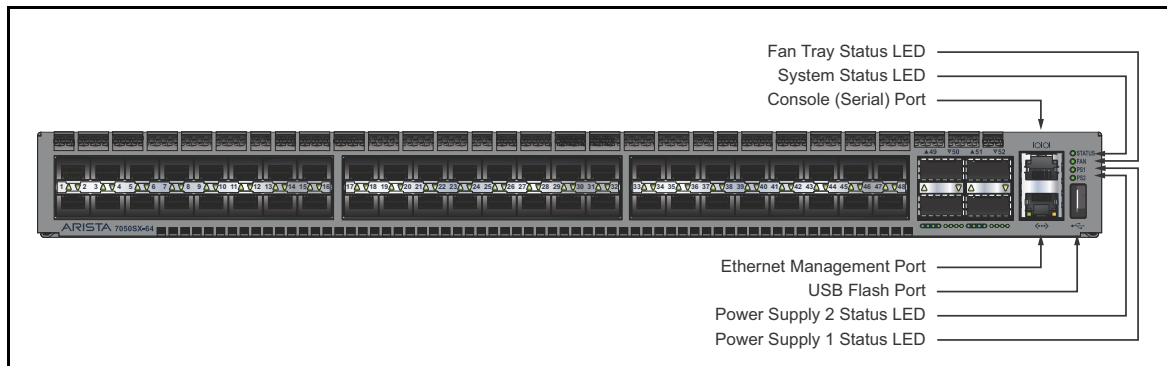 Fan Tray Status LED
System Status LED
Console (Serial) Port
IOIOI
▲49 ▼50 ▲51 ▼52
STATUS
FAN
PS1
PS2
1 2 3 4 5 6 7 8 9 10 11 12 13 14 15 16 17 18 19 20 21 22 23 24 25 26 27 28 29 30 31 32 33 34 35 36 37 38 39 40 41 42 43 44 45 46 47 48
ARISTA 7050SX-64
Ethernet Management Port
USB Flash Port
Power Supply 2 Status LED
Power Supply 1 Status LED